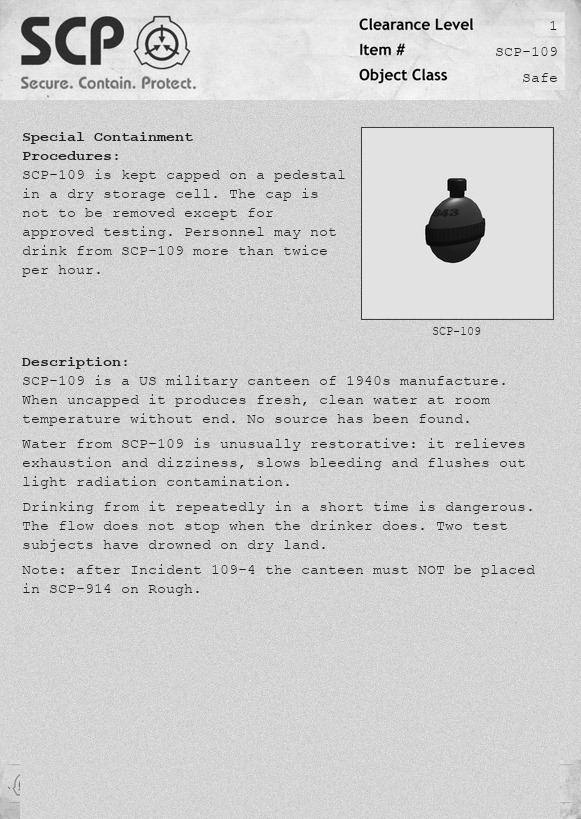 SCP
Secure. Contain. Protect.
Clearance Level 1
Item # SCP-109
Object Class Safe
Special Containment
Procedures:
SCP-109 is kept capped on a pedestal
in a dry storage cell. The cap is
not to be removed except for
approved testing. Personnel may not
drink from SCP-109 more than twice
per hour.
SCP-109
Description:
SCP-109 is a US military canteen of 1940s manufacture.
When uncapped it produces fresh, clean water at room
temperature without end. No source has been found.
Water from SCP-109 is unusually restorative: it relieves
exhaustion and dizziness, slows bleeding and flushes out
light radiation contamination.
Drinking from it repeatedly in a short time is dangerous.
The flow does not stop when the drinker does. Two test
subjects have drowned on dry land.
Note: after Incident 109-4 the canteen must NOT be placed
in SCP-914 on Rough.